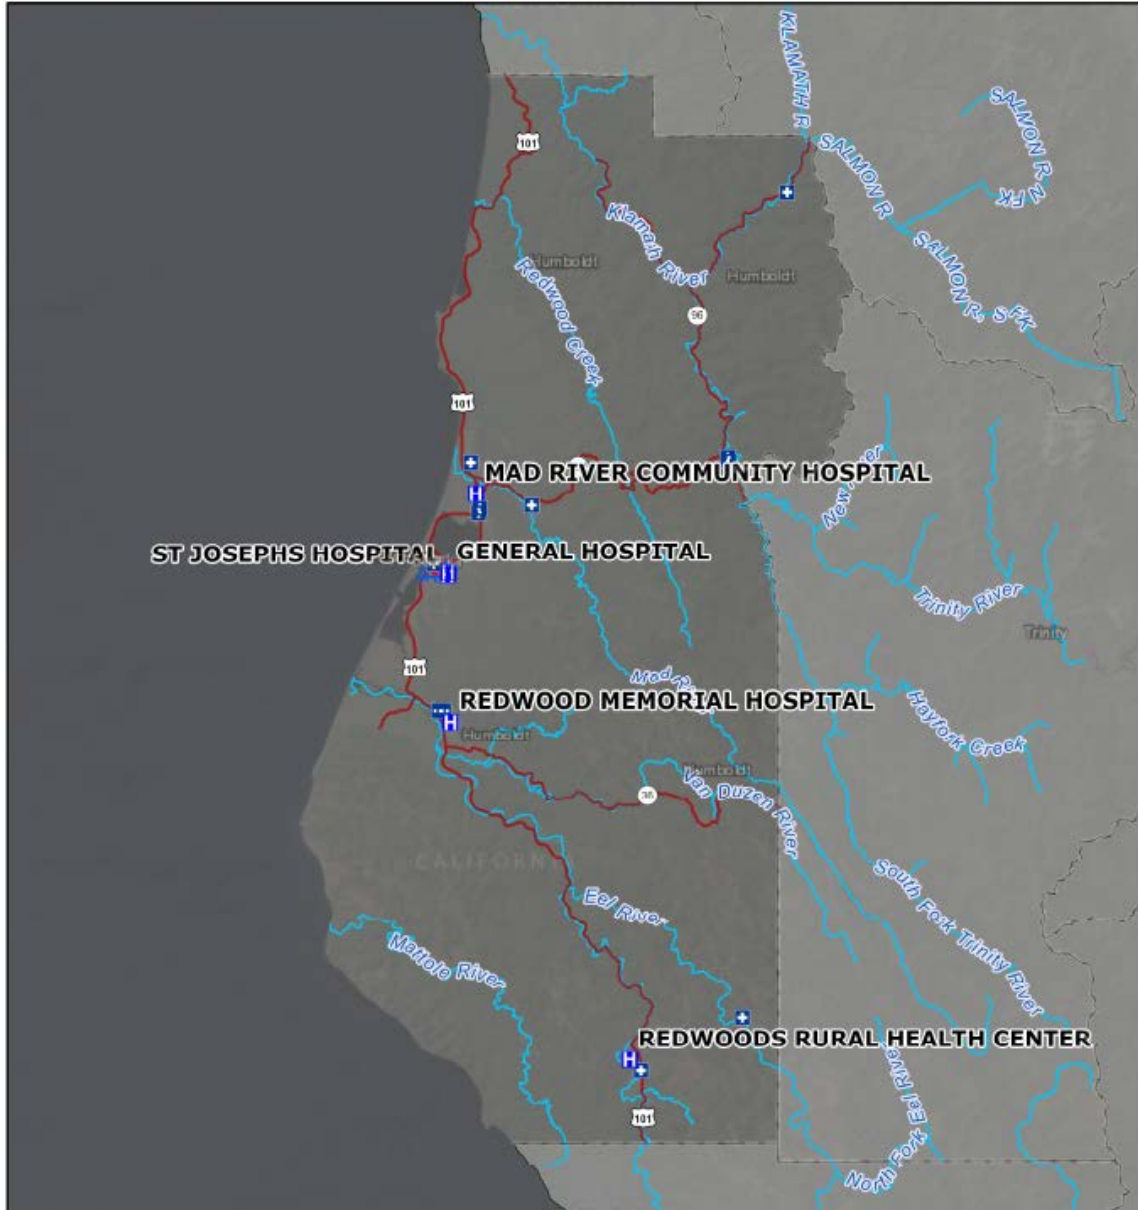 KLAMATH R
SALMON R N FK
101
SALMON R
Klamath River
SALMON R, S FK
Humboldt
Redwood Creek
Humboldt
96
101
MAD RIVER COMMUNITY HOSPITAL
H
ST JOSEPHS HOSPITAL
GENERAL HOSPITAL
Trinity River
Trinity
101
Mad
REDWOOD MEMORIAL HOSPITAL
H
Humboldt
Hayfork Creek
Humboldt
36
Van Duzen River
CALIFORNIA
Eel River
South Fork Trinity River
Mattole River
REDWOODS RURAL HEALTH CENTER
H
101
North Fork Eel River